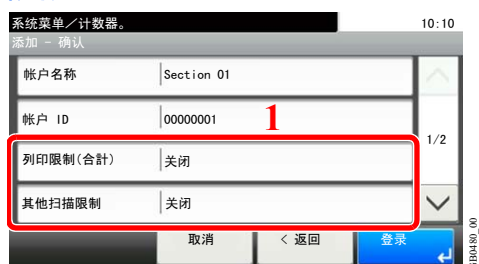 系统菜单／计数器。 10:10
添加 - 确认
帐户名称 Section 01
帐户 ID 00000001 1
1/2
列印限制(合計) 关闭
其他扫描限制 关闭
取消 < 返回 登录